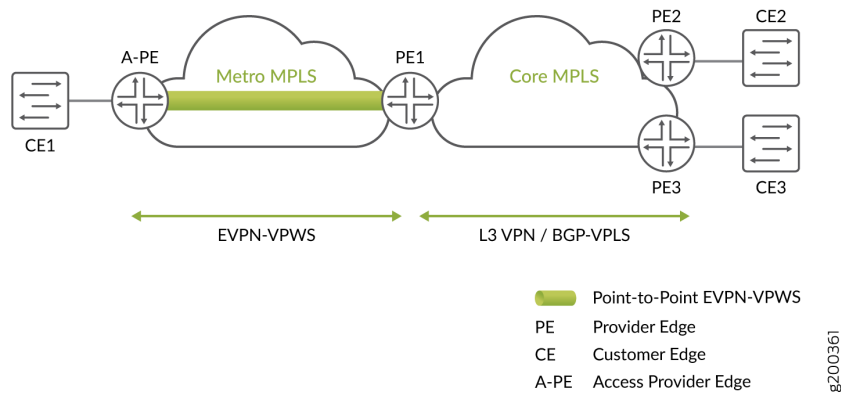 PE2
CE2
A-PE
PE1
Metro MPLS
Core MPLS
CE1
PE3
CE3
EVPN-VPWS
L3 VPN / BGP-VPLS
Point-to-Point EVPN-VPWS
PE Provider Edge
CE Customer Edge
A-PE Access Provider Edge
g200361